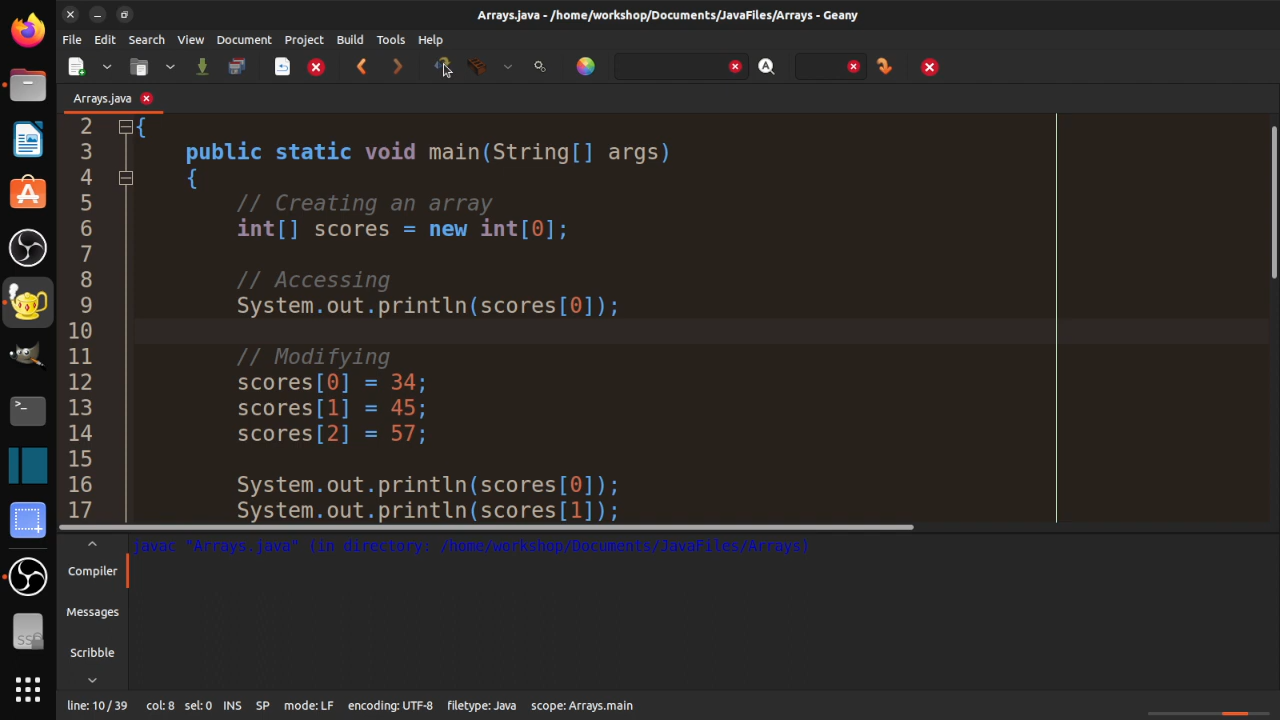 Arrays.java - /home/workshop/Documents/JavaFiles/Arrays - Geany
File Edit Search View Document Project Build Tools Help
Arrays.java
2 {
3 public static void main(String[] args)
4 {
5 // Creating an array
6 int[] scores = new int[0];
7
8 // Accessing
9 System.out.println(scores[0]);
10
11 // Modifying
12 scores[0] = 34;
13 scores[1] = 45;
14 scores[2] = 57;
15
16 System.out.println(scores[0]);
17 System.out.println(scores[1]);
javac "Arrays.java" (in directory: /home/workshop/Documents/JavaFiles/Arrays)
Compiler
Messages
Scribble
line: 10 / 39 col: 8 sel: 0 INS SP mode: LF encoding: UTF-8 filetype: Java scope: Arrays.main